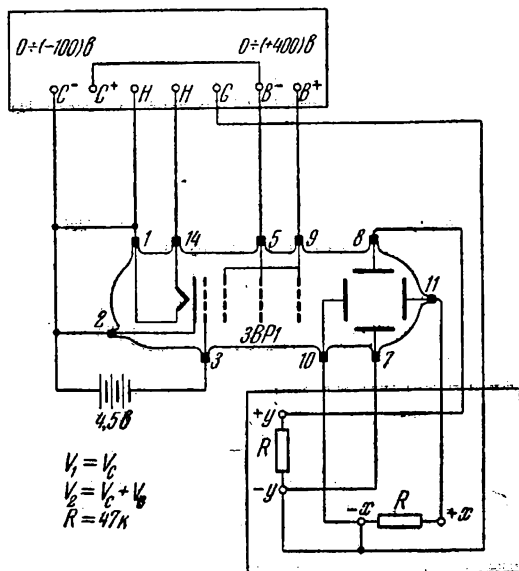 0÷(-100)в 0÷(+400)в
C⁻ C⁺ H H G B⁻ B⁺
1 14 5 9 8
11
2
3ВР1
3 10 7
4,5в
+y
R
-y
-x R +x
V₁ = V_C
V₂ = V_C + V_B
R = 47к